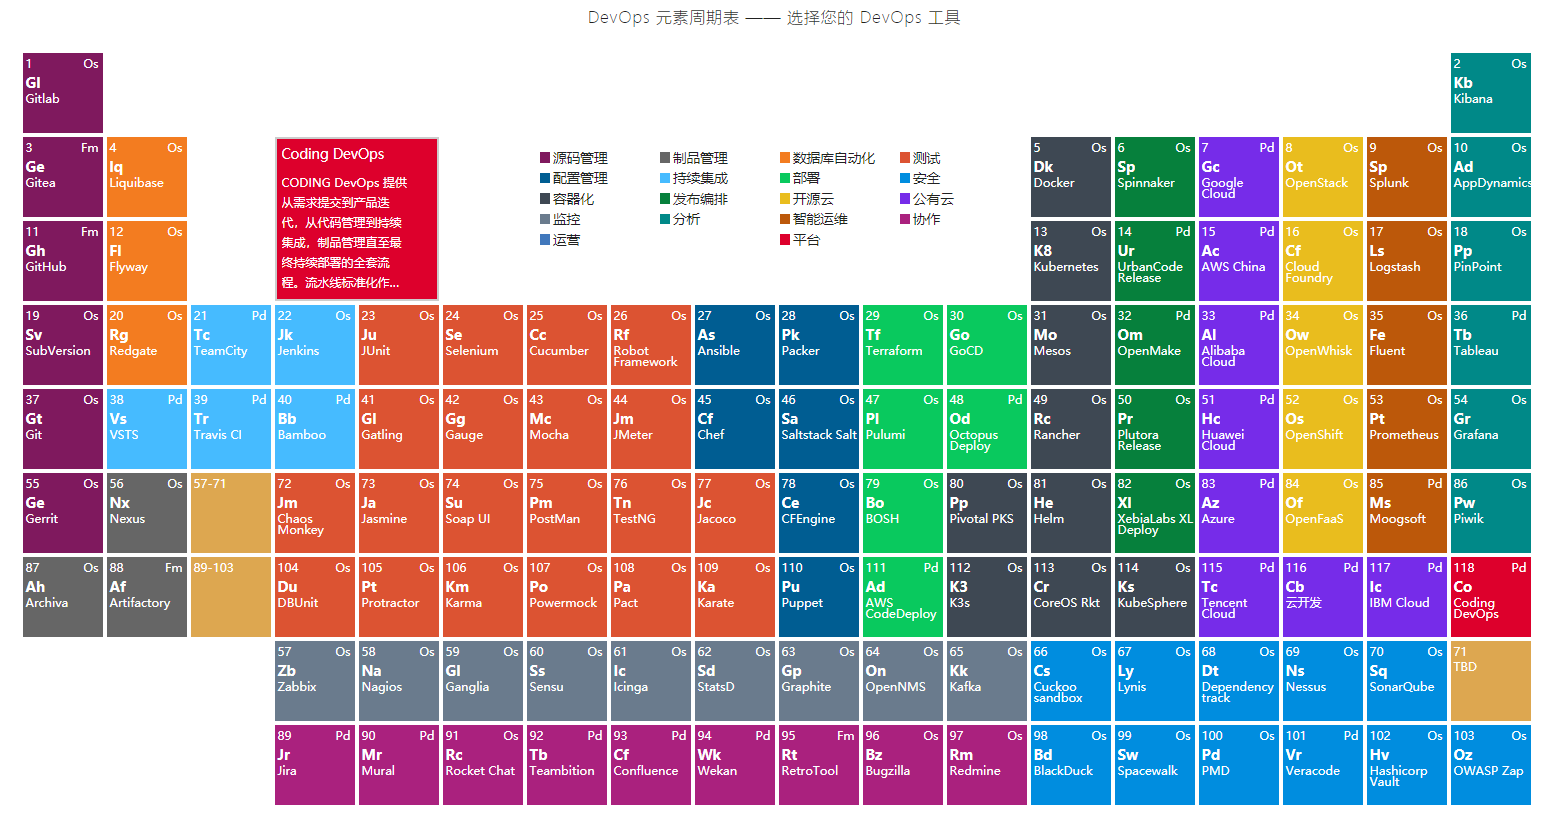 DevOps 元素周期表 —— 选择您的 DevOps 工具
1 Os
Gl
Gitlab
2 Os
Kb
Kibana
3 Fm
Ge
Gitea
4 Os
Iq
Liquibase
Coding DevOps
CODING DevOps 提供
从需求提交到产品迭
代，从代码管理到持续
集成，制品管理直至最
终持续部署的全套流
程。流水线标准化作...
源码管理 制品管理 数据库自动化 测试
配置管理 持续集成 部署 安全
容器化 发布编排 开源云 公有云
监控 分析 智能运维 协作
运营 平台
5 Os
Dk
Docker
6 Os
Sp
Spinnaker
7 Pd
Gc
Google
Cloud
8 Os
Ot
OpenStack
9 Os
Sp
Splunk
10 Os
Ad
AppDynamics
11 Fm
Gh
GitHub
12 Os
Fl
Flyway
13 Os
K8
Kubernetes
14 Pd
Ur
UrbanCode
Release
15 Pd
Ac
AWS China
16 Os
Cf
Cloud
Foundry
17 Os
Ls
Logstash
18 Os
Pp
PinPoint
19 Os
Sv
SubVersion
20 Os
Rg
Redgate
21 Pd
Tc
TeamCity
22 Os
Jk
Jenkins
23 Os
Ju
JUnit
24 Os
Se
Selenium
25 Os
Cc
Cucumber
26 Os
Rf
Robot
Framework
27 Os
As
Ansible
28 Os
Pk
Packer
29 Os
Tf
Terraform
30 Os
Go
GoCD
31 Os
Mo
Mesos
32 Pd
Om
OpenMake
33 Pd
Al
Alibaba
Cloud
34 Os
Ow
OpenWhisk
35 Os
Fe
Fluent
36 Pd
Tb
Tableau
37 Os
Gt
Git
38 Pd
Vs
VSTS
39 Pd
Tr
Travis CI
40 Pd
Bb
Bamboo
41 Os
Gl
Gatling
42 Os
Gg
Gauge
43 Os
Mc
Mocha
44 Os
Jm
JMeter
45 Os
Cf
Chef
46 Os
Sa
Saltstack Salt
47 Os
Pl
Pulumi
48 Pd
Od
Octopus
Deploy
49 Os
Rc
Rancher
50 Os
Pr
Plutora
Release
51 Pd
Hc
Huawei
Cloud
52 Os
Os
OpenShift
53 Os
Pt
Prometheus
54 Os
Gr
Grafana
55 Os
Ge
Gerrit
56 Os
Nx
Nexus
57-71
72 Os
Jm
Chaos
Monkey
73 Os
Ja
Jasmine
74 Os
Su
Soap UI
75 Os
Pm
PostMan
76 Os
Tn
TestNG
77 Os
Jc
Jacoco
78 Os
Ce
CFEngine
79 Os
Bo
BOSH
80 Os
Pp
Pivotal PKS
81 Os
He
Helm
82 Os
Xl
XebiaLabs XL
Deploy
83 Pd
Az
Azure
84 Os
Of
OpenFaaS
85 Pd
Ms
Moogsoft
86 Os
Pw
Piwik
87 Os
Ah
Archiva
88 Fm
Af
Artifactory
89-103
104 Os
Du
DBUnit
105 Os
Pt
Protractor
106 Os
Km
Karma
107 Os
Po
Powermock
108 Os
Pa
Pact
109 Os
Ka
Karate
110 Os
Pu
Puppet
111 Pd
Ad
AWS
CodeDeploy
112 Os
K3
K3s
113 Os
Cr
CoreOS Rkt
114 Os
Ks
KubeSphere
115 Pd
Tc
Tencent
Cloud
116 Pd
Cb
云开发
117 Pd
Ic
IBM Cloud
118 Pd
Co
Coding
DevOps
57 Os
Zb
Zabbix
58 Os
Na
Nagios
59 Os
Gl
Ganglia
60 Os
Ss
Sensu
61 Os
Ic
Icinga
62 Os
Sd
StatsD
63 Os
Gp
Graphite
64 Os
On
OpenNMS
65 Os
Kk
Kafka
66 Os
Cs
Cuckoo
sandbox
67 Os
Ly
Lynis
68 Os
Dt
Dependency
track
69 Os
Ns
Nessus
70 Os
Sq
SonarQube
71
TBD
89 Pd
Jr
Jira
90 Pd
Mr
Mural
91 Os
Rc
Rocket Chat
92 Pd
Tb
Teambition
93 Pd
Cf
Confluence
94 Pd
Wk
Wekan
95 Fm
Rt
RetroTool
96 Os
Bz
Bugzilla
97 Os
Rm
Redmine
98 Os
Bd
BlackDuck
99 Os
Sw
Spacewalk
100 Os
Pd
PMD
101 Pd
Vr
Veracode
102 Os
Hv
Hashicorp
Vault
103 Os
Oz
OWASP Zap